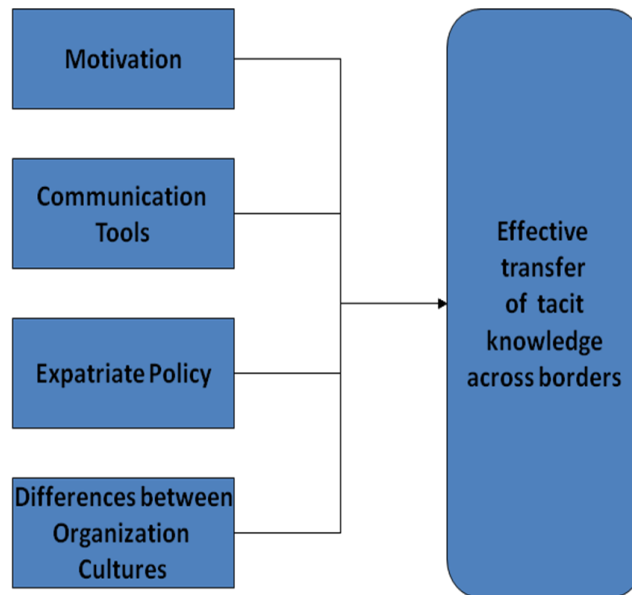 Motivation
Communication
Tools
Expatriate Policy
Differences between
Organization
Cultures
Effective
transfer
of tacit
knowledge
across borders